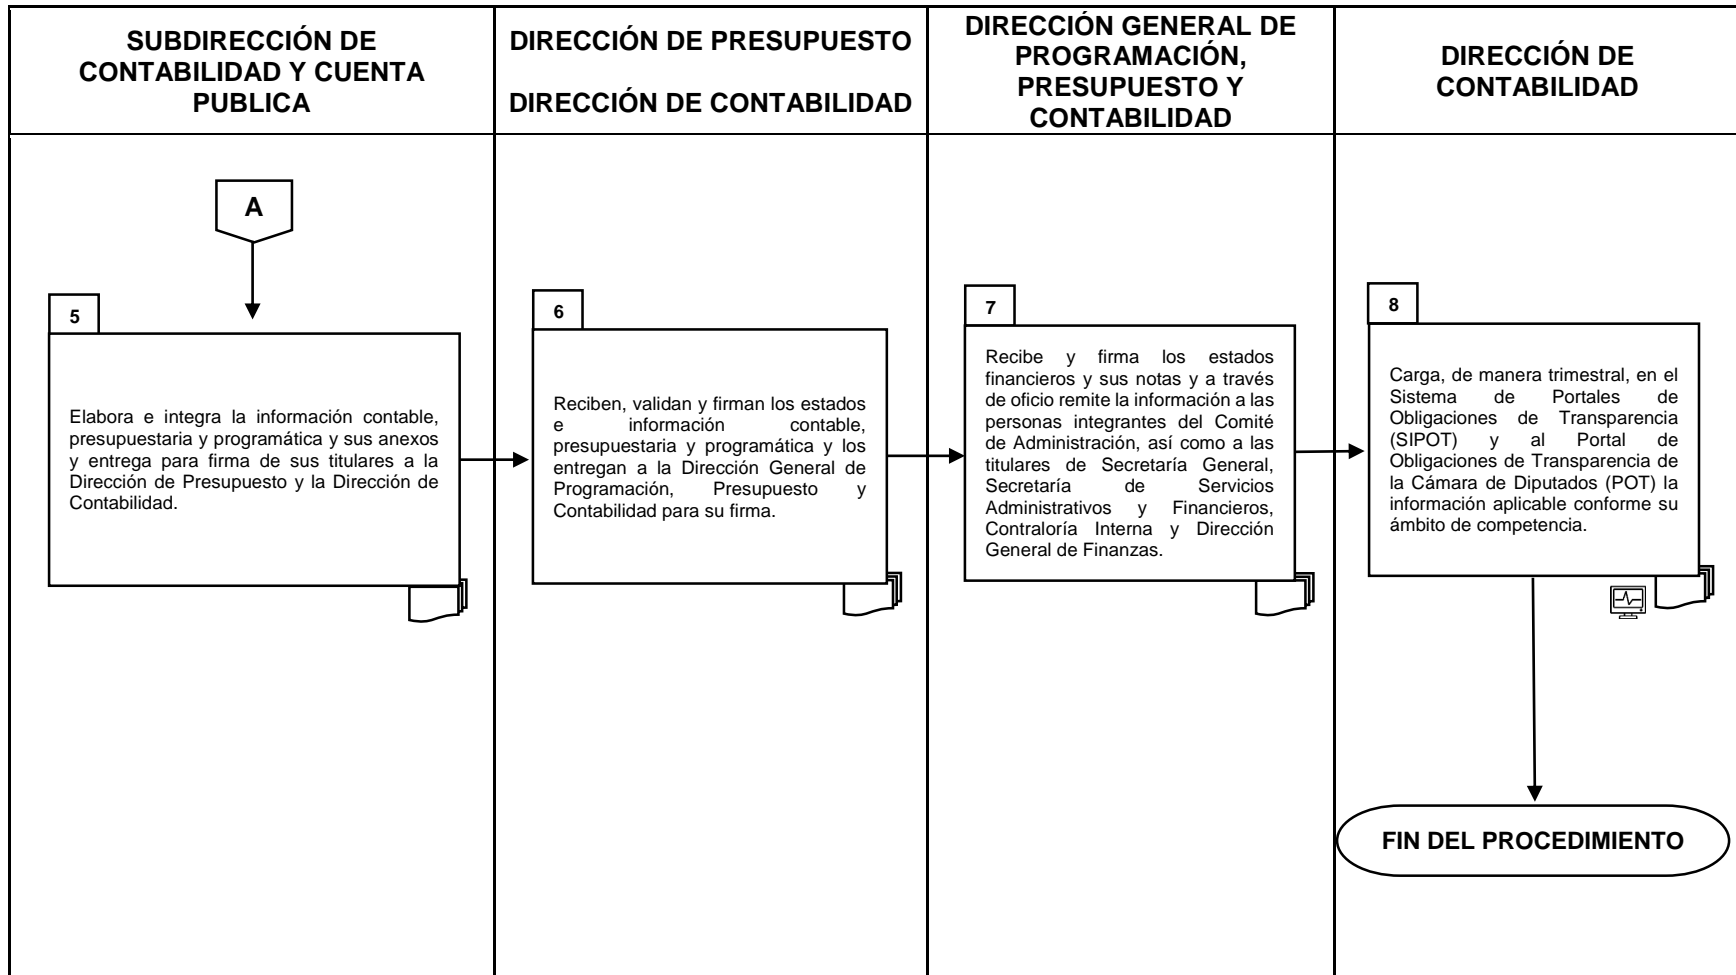 SUBDIRECCIÓN DE
CONTABILIDAD Y CUENTA
PUBLICA
DIRECCIÓN DE PRESUPUESTO
DIRECCIÓN DE CONTABILIDAD
DIRECCIÓN GENERAL DE
PROGRAMACIÓN,
PRESUPUESTO Y
CONTABILIDAD
DIRECCIÓN DE
CONTABILIDAD
A
5
Elabora e integra la información contable,
presupuestaria y programática y sus anexos
y entrega para firma de sus titulares a la
Dirección de Presupuesto y la Dirección de
Contabilidad.
6
Reciben, validan y firman los estados
e información contable,
presupuestaria y programática y los
entregan a la Dirección General de
Programación, Presupuesto y
Contabilidad para su firma.
7
Recibe y firma los estados
financieros y sus notas y a través
de oficio remite la información a las
personas integrantes del Comité
de Administración, así como a las
titulares de Secretaría General,
Secretaría de Servicios
Administrativos y Financieros,
Contraloría Interna y Dirección
General de Finanzas.
8
Carga, de manera trimestral, en el
Sistema de Portales de
Obligaciones de Transparencia
(SIPOT) y al Portal de
Obligaciones de Transparencia de
la Cámara de Diputados (POT) la
información aplicable conforme su
ámbito de competencia.
FIN DEL PROCEDIMIENTO